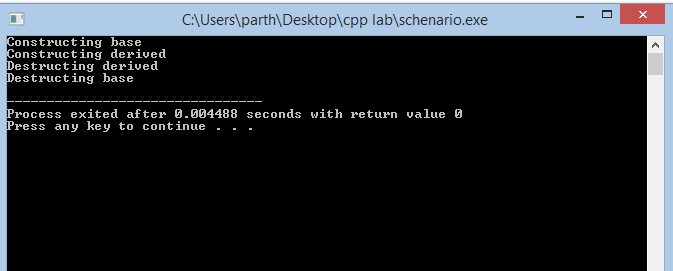 C:\Users\parth\Desktop\cpp lab\schenario.exe
Constructing base
Constructing derived
Destructing derived
Destructing base
--------------------------------
Process exited after 0.004488 seconds with return value 0
Press any key to continue . . .